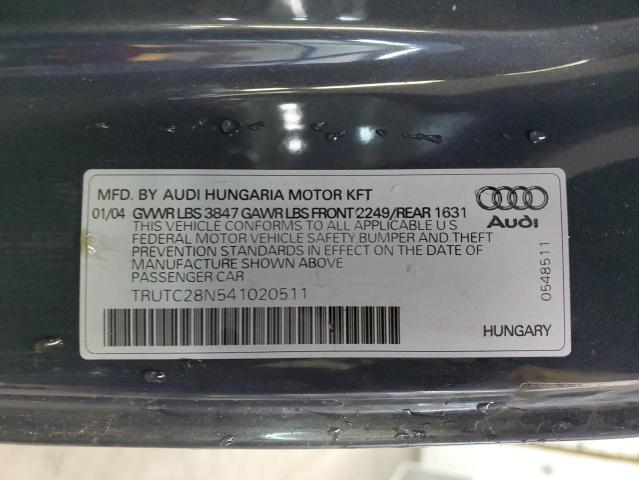 MFD. BY AUDI HUNGARIA MOTOR KFT
01/04 GVWR LBS 3847 GAWR LBS FRONT 2249/REAR 1631
THIS VEHICLE CONFORMS TO ALL APPLICABLE U S
FEDERAL MOTOR VEHICLE SAFETY, BUMPER AND THEFT
PREVENTION STANDARDS IN EFFECT ON THE DATE OF
MANUFACTURE SHOWN ABOVE
PASSENGER CAR
TRUTC28N541020511
Audi
0548511
HUNGARY